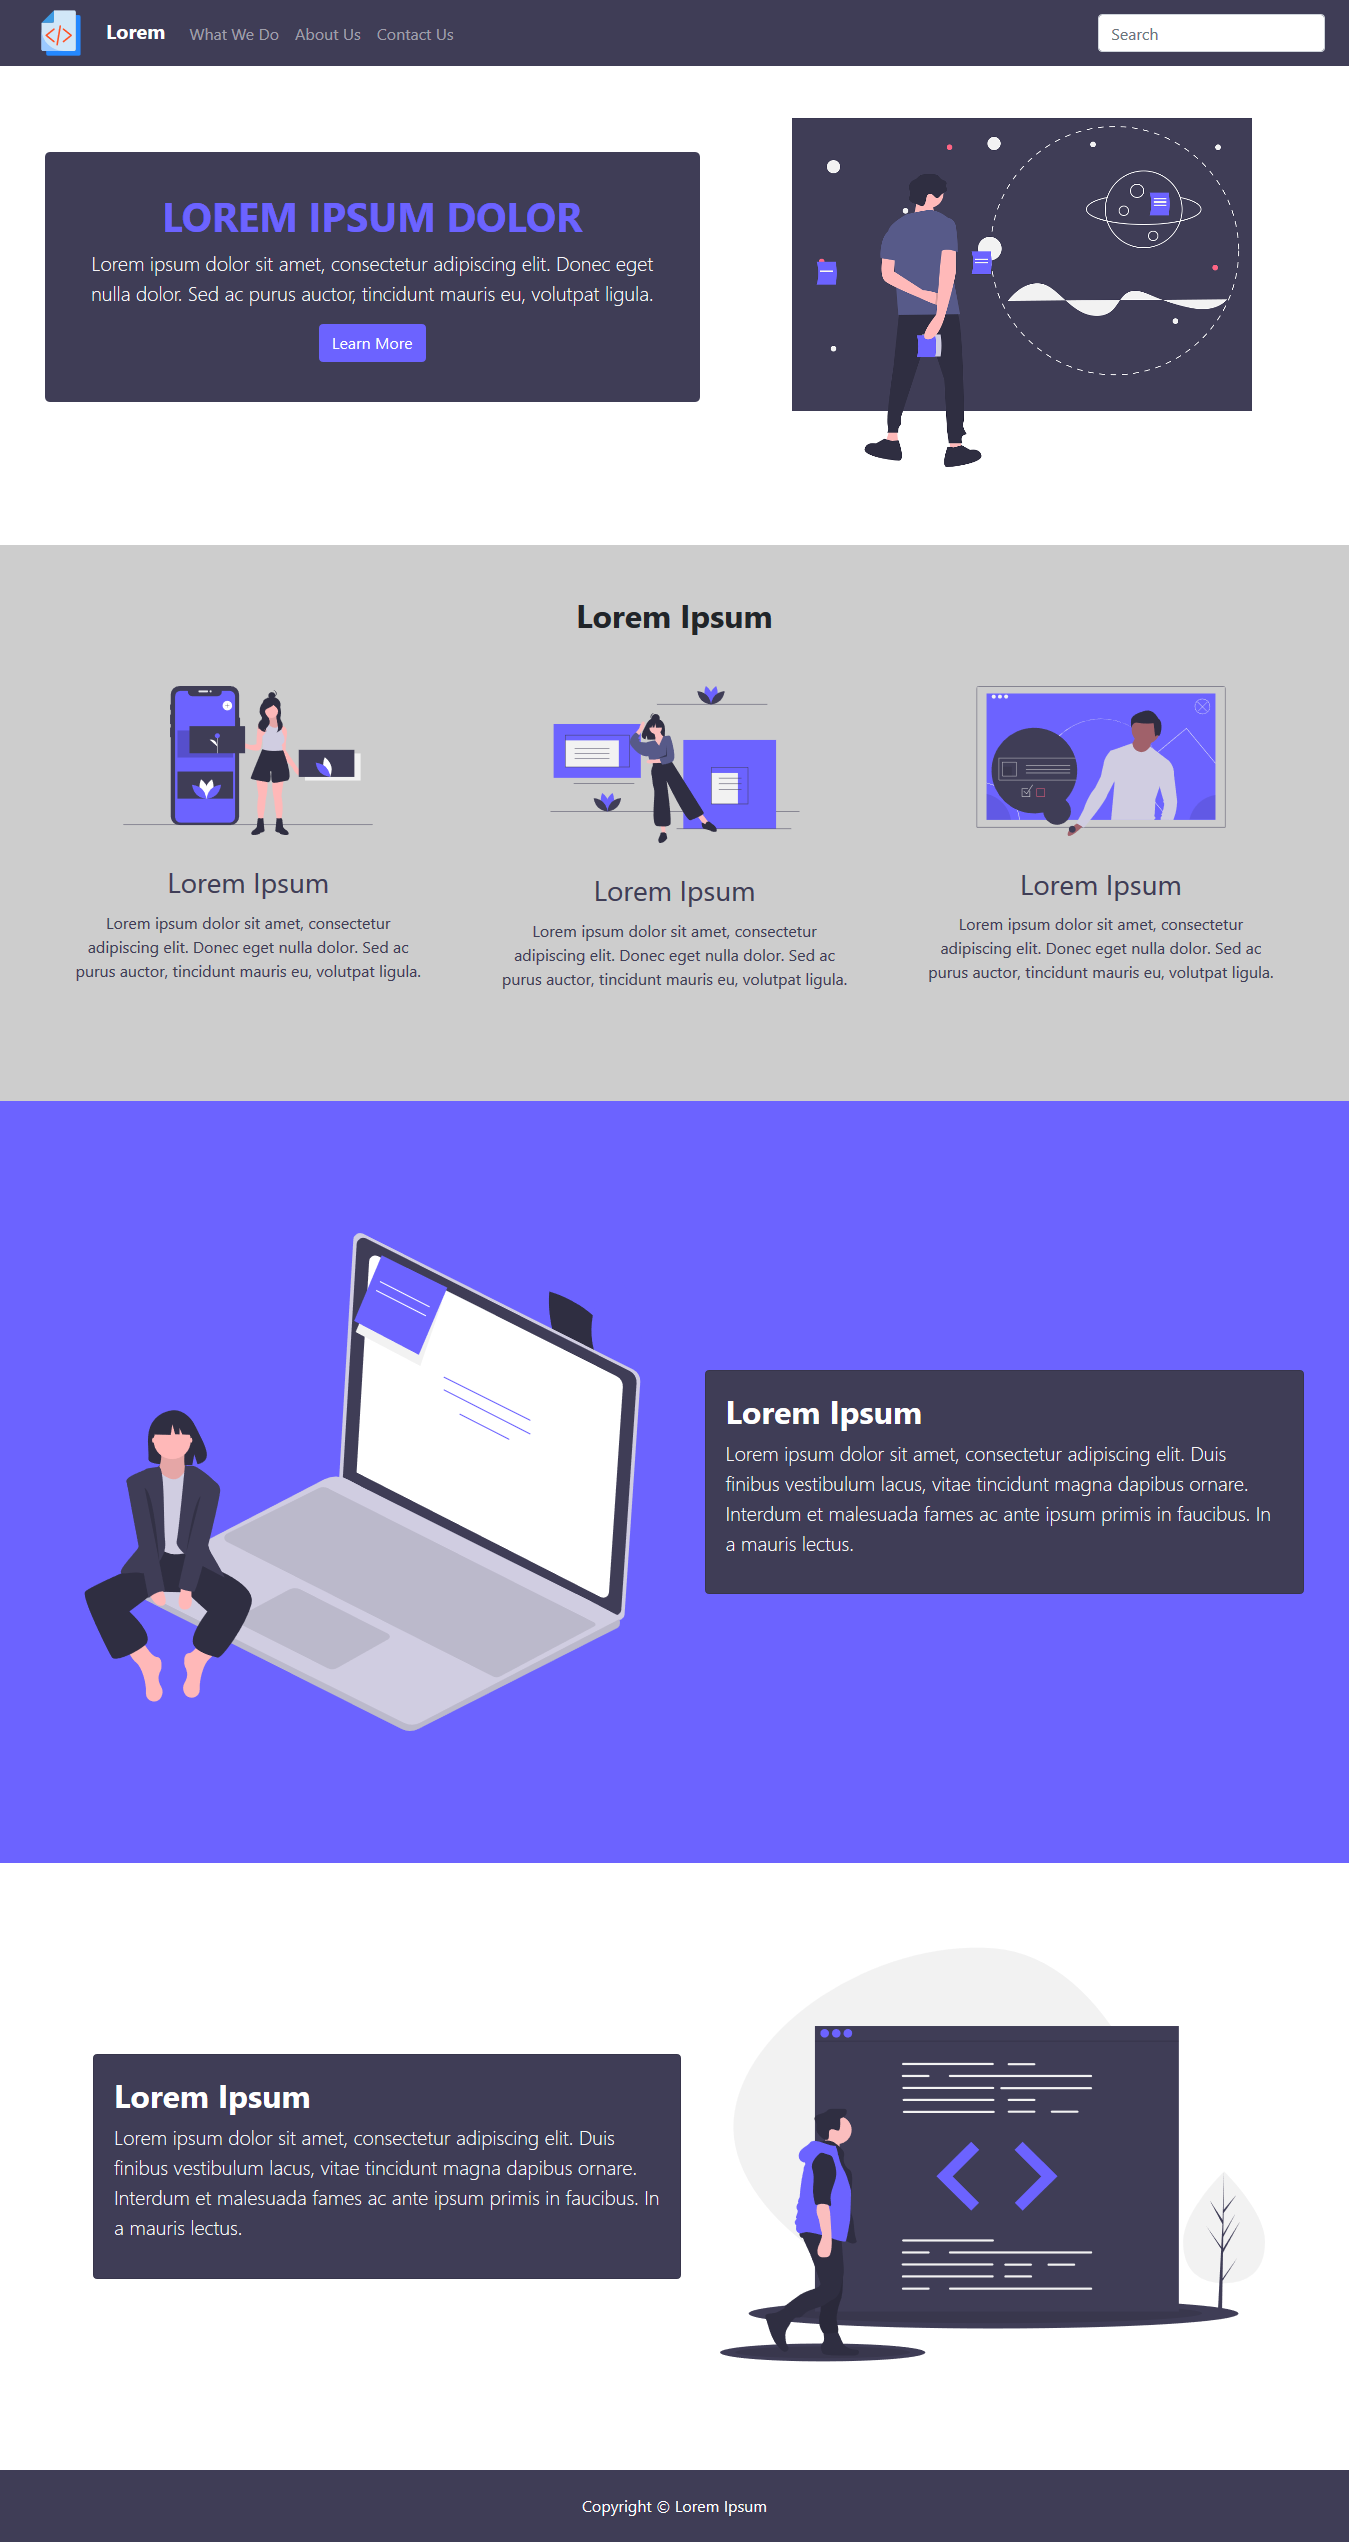 Lorem What We Do About Us Contact Us Search
LOREM IPSUM DOLOR
Lorem ipsum dolor sit amet, consectetur adipiscing elit. Donec eget
nulla dolor. Sed ac purus auctor, tincidunt mauris eu, volutpat ligula.
Learn More
Lorem Ipsum
Lorem Ipsum
Lorem ipsum dolor sit amet, consectetur
adipiscing elit. Donec eget nulla dolor. Sed ac
purus auctor, tincidunt mauris eu, volutpat ligula.
Lorem Ipsum
Lorem ipsum dolor sit amet, consectetur
adipiscing elit. Donec eget nulla dolor. Sed ac
purus auctor, tincidunt mauris eu, volutpat ligula.
Lorem Ipsum
Lorem ipsum dolor sit amet, consectetur
adipiscing elit. Donec eget nulla dolor. Sed ac
purus auctor, tincidunt mauris eu, volutpat ligula.
Lorem Ipsum
Lorem ipsum dolor sit amet, consectetur adipiscing elit. Duis
finibus vestibulum lacus, vitae tincidunt magna dapibus ornare.
Interdum et malesuada fames ac ante ipsum primis in faucibus. In
a mauris lectus.
Lorem Ipsum
Lorem ipsum dolor sit amet, consectetur adipiscing elit. Duis
finibus vestibulum lacus, vitae tincidunt magna dapibus ornare.
Interdum et malesuada fames ac ante ipsum primis in faucibus. In
a mauris lectus.
Copyright © Lorem Ipsum